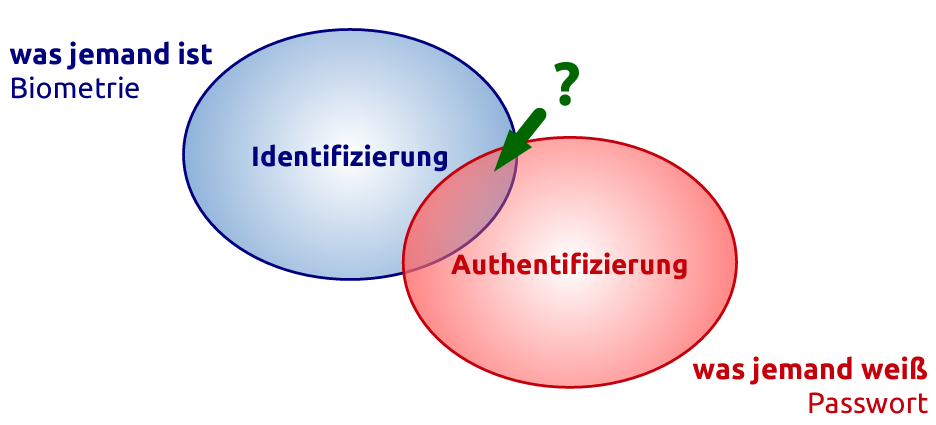 was jemand ist
Biometrie
?
Identifizierung
Authentifizierung
was jemand weiß
Passwort